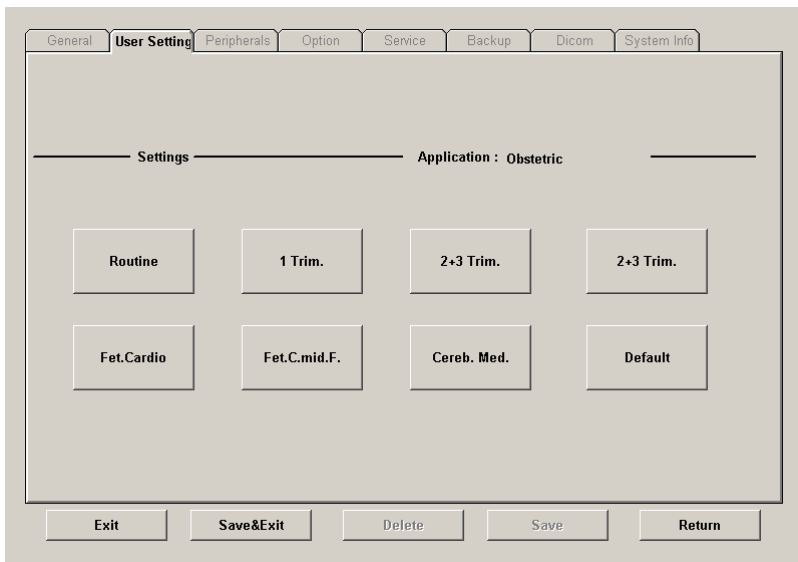 General User Setting Peripherals Option Service Backup Dicom System Info
Settings Application : Obstetric
Routine 1 Trim. 2+3 Trim. 2+3 Trim.
Fet.Cardio Fet.C.mid.F. Cereb. Med. Default
Exit Save&Exit Delete Save Return